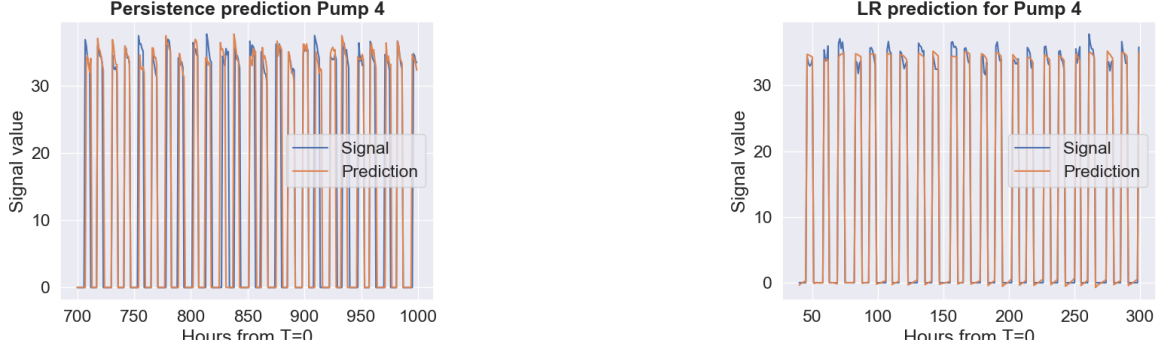 Persistence prediction Pump 4
30
20
10
0
Signal value
Signal
Prediction
700 750 800 850 900 950 1000
Hours from T=0
LR prediction for Pump 4
30
20
10
0
Signal value
Signal
Prediction
50 100 150 200 250 300
Hours from T=0